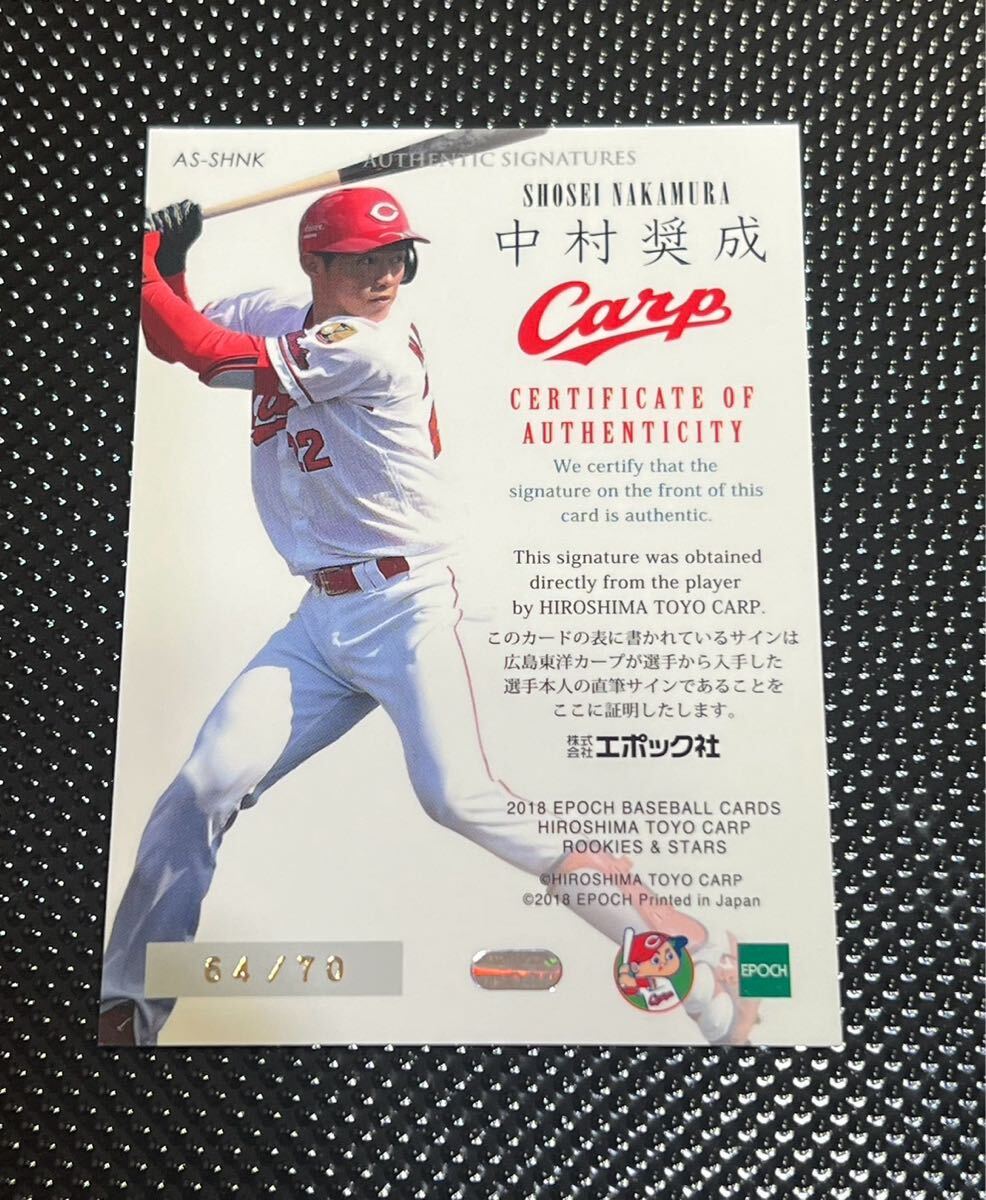 AS-SHNK
AUTHENTIC SIGNATURES
SHOSEI NAKAMURA
中村奨成
Carp
CERTIFICATE OF
AUTHENTICITY
We certify that the
signature on the front of this
card is authentic.
This signature was obtained
directly from the player
by HIROSHIMA TOYO CARP.
このカードの表に書かれているサインは
広島東洋カープが選手から入手した
選手本人の直筆サインであることを
ここに証明したします。
株式会社エポック社
2018 EPOCH BASEBALL CARDS
HIROSHIMA TOYO CARP
ROOKIES & STARS
©HIROSHIMA TOYO CARP
©2018 EPOCH Printed in Japan
64/70
Carp
EPOCH
22
C